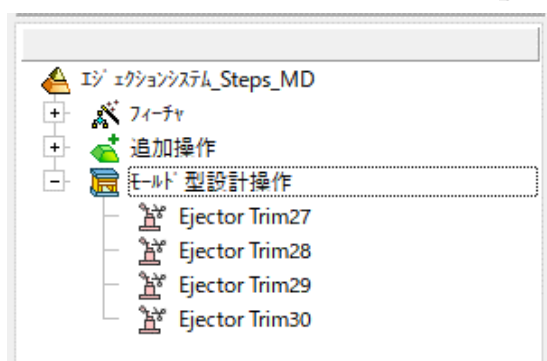 ｴｼﾞｪｸｼｮﾝｼｽﾃﾑ_Steps_MD
ﾌｨｰﾁｬ
追加操作
ﾓｰﾙﾄﾞ型設計操作
Ejector Trim27
Ejector Trim28
Ejector Trim29
Ejector Trim30